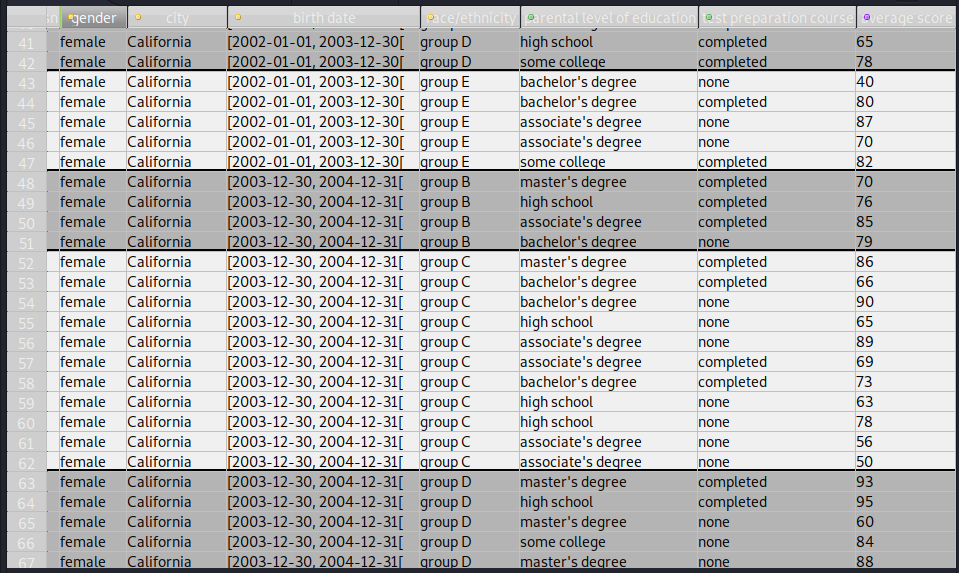 sn gender city birth date race/ethnicity parental level of education test preparation course average score
41 female California [2002-01-01, 2003-12-30[ group D high school completed 65
42 female California [2002-01-01, 2003-12-30[ group D some college completed 78
43 female California [2002-01-01, 2003-12-30[ group E bachelor's degree none 40
44 female California [2002-01-01, 2003-12-30[ group E bachelor's degree completed 80
45 female California [2002-01-01, 2003-12-30[ group E associate's degree none 87
46 female California [2002-01-01, 2003-12-30[ group E associate's degree none 70
47 female California [2002-01-01, 2003-12-30[ group E some college completed 82
48 female California [2003-12-30, 2004-12-31[ group B master's degree completed 70
49 female California [2003-12-30, 2004-12-31[ group B high school completed 76
50 female California [2003-12-30, 2004-12-31[ group B associate's degree completed 85
51 female California [2003-12-30, 2004-12-31[ group B bachelor's degree none 79
52 female California [2003-12-30, 2004-12-31[ group C master's degree completed 86
53 female California [2003-12-30, 2004-12-31[ group C bachelor's degree completed 66
54 female California [2003-12-30, 2004-12-31[ group C bachelor's degree none 90
55 female California [2003-12-30, 2004-12-31[ group C high school none 65
56 female California [2003-12-30, 2004-12-31[ group C associate's degree none 89
57 female California [2003-12-30, 2004-12-31[ group C associate's degree completed 69
58 female California [2003-12-30, 2004-12-31[ group C bachelor's degree completed 73
59 female California [2003-12-30, 2004-12-31[ group C high school none 63
60 female California [2003-12-30, 2004-12-31[ group C high school none 78
61 female California [2003-12-30, 2004-12-31[ group C associate's degree none 56
62 female California [2003-12-30, 2004-12-31[ group C associate's degree none 50
63 female California [2003-12-30, 2004-12-31[ group D master's degree completed 93
64 female California [2003-12-30, 2004-12-31[ group D high school completed 95
65 female California [2003-12-30, 2004-12-31[ group D master's degree none 60
66 female California [2003-12-30, 2004-12-31[ group D some college none 84
67 female California [2003-12-30, 2004-12-31[ group D master's degree none 88